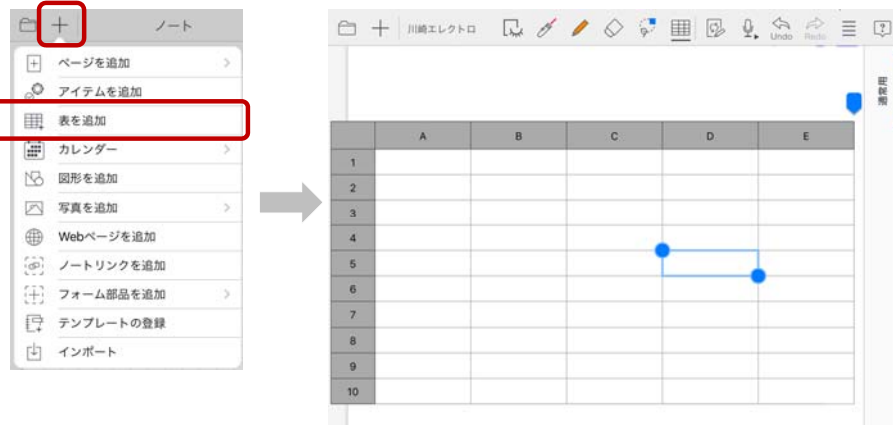 ノート
ページを追加
アイテムを追加
表を追加
カレンダー
図形を追加
写真を追加
Webページを追加
ノートリンクを追加
フォーム部品を追加
テンプレートの登録
インポート
川崎エレクトロ
Undo
Redo
通常用
A B C D E
1
2
3
4
5
6
7
8
9
10